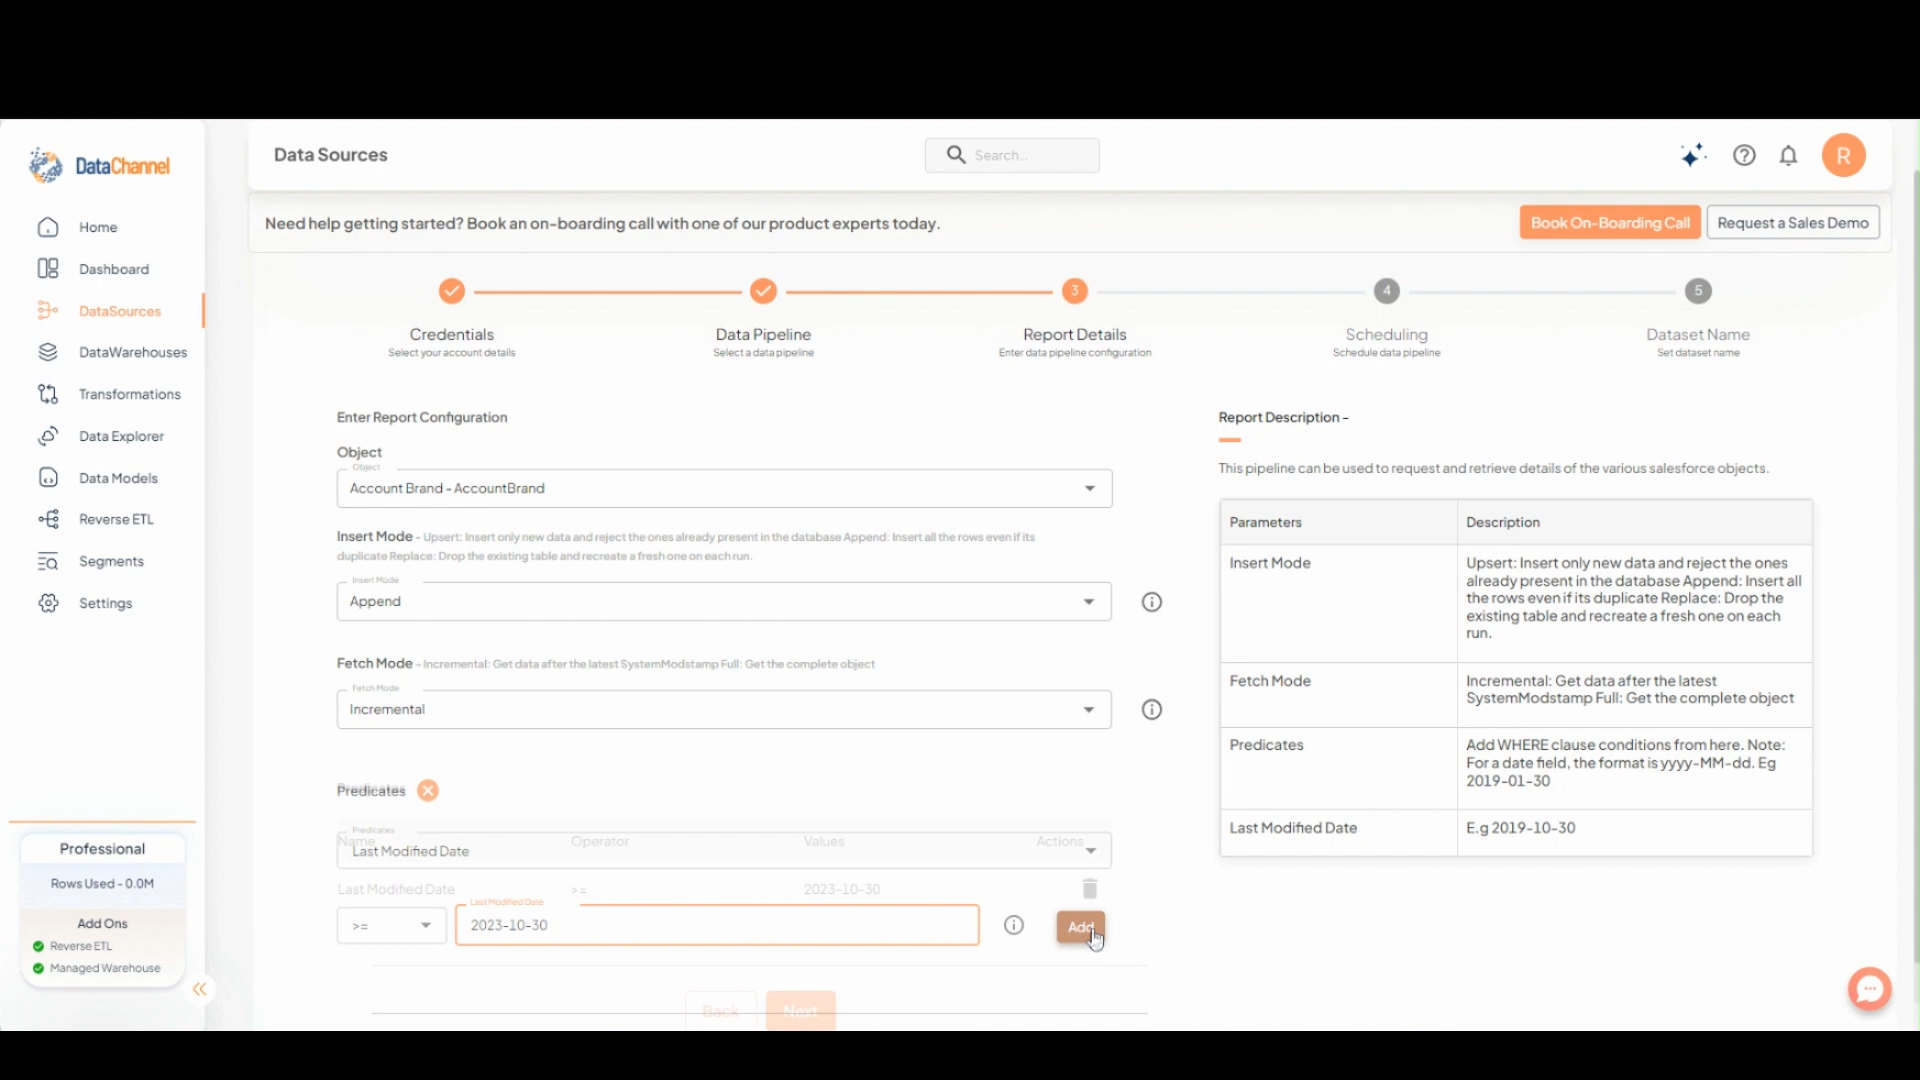 DataChannel
Data Sources
Search...
R
Home
Dashboard
DataSources
DataWarehouses
Transformations
Data Explorer
Data Models
Reverse ETL
Segments
Settings
Professional
Rows Used - 0.0M
Add Ons
Reverse ETL
Managed Warehouse
Need help getting started? Book an on-boarding call with one of our product experts today.
Book On-Boarding Call
Request a Sales Demo
3
4
5
Credentials
Select your account details
Data Pipeline
Select a data pipeline
Report Details
Enter data pipeline configuration
Scheduling
Schedule data pipeline
Dataset Name
Set dataset name
Enter Report Configuration
Object
Object
Account Brand - AccountBrand
Insert Mode - Upsert: Insert only new data and reject the ones already present in the database Append: Insert all the rows even if its
duplicate Replace: Drop the existing table and recreate a fresh one on each run.
Insert Mode
Append
Fetch Mode - Incremental: Get data after the latest SystemModstamp Full: Get the complete object
Fetch Mode
Incremental
Predicates
Predicates
Name Operator Values Actions
Last Modified Date
Last Modified Date >= 2023-10-30
Last Modified Date
>= 2023-10-30 Add
Back Next
Report Description -
This pipeline can be used to request and retrieve details of the various salesforce objects.
Parameters Description
Insert Mode
Upsert: Insert only new data and reject the ones
already present in the database Append: Insert all
the rows even if its duplicate Replace: Drop the
existing table and recreate a fresh one on each
run.
Fetch Mode
Incremental: Get data after the latest
SystemModstamp Full: Get the complete object
Predicates
Add WHERE clause conditions from here. Note:
For a date field, the format is yyyy-MM-dd. Eg
2019-01-30
Last Modified Date
E.g 2019-10-30